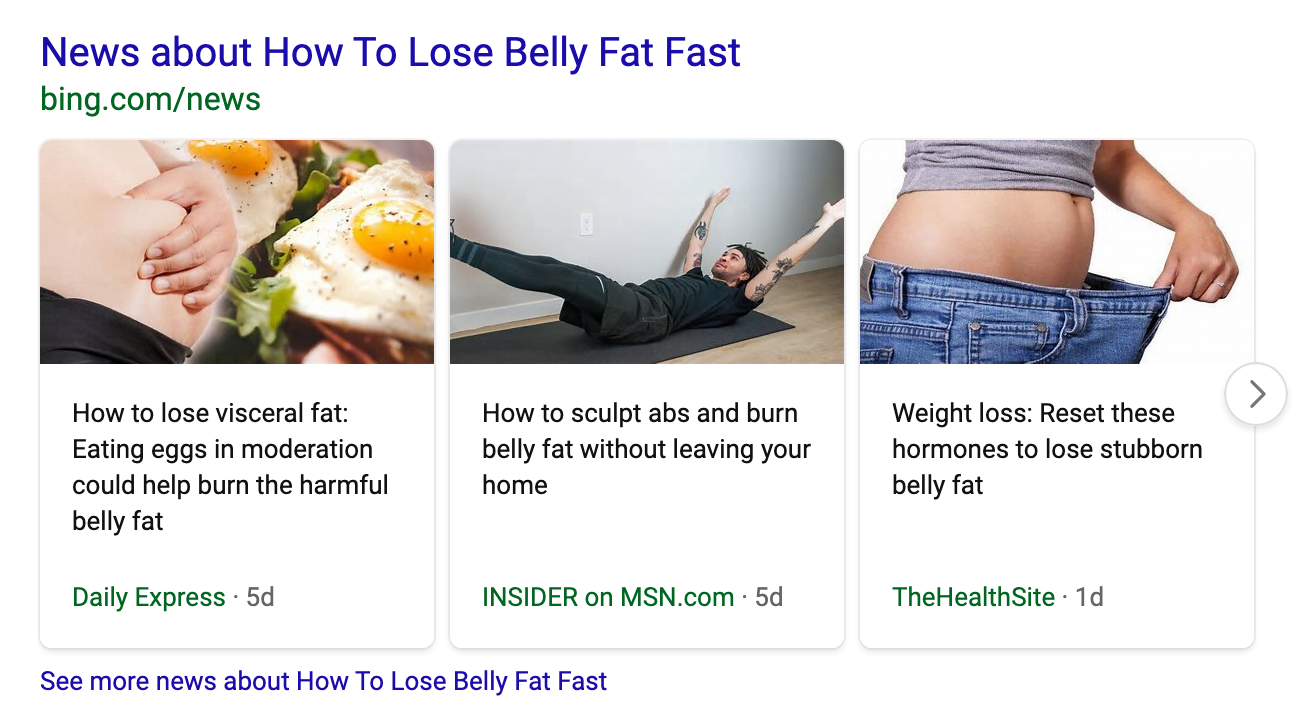 News about How To Lose Belly Fat Fast
bing.com/news
How to lose visceral fat:
Eating eggs in moderation
could help burn the harmful
belly fat
Daily Express · 5d
How to sculpt abs and burn
belly fat without leaving your
home
INSIDER on MSN.com · 5d
Weight loss: Reset these
hormones to lose stubborn
belly fat
TheHealthSite · 1d
See more news about How To Lose Belly Fat Fast